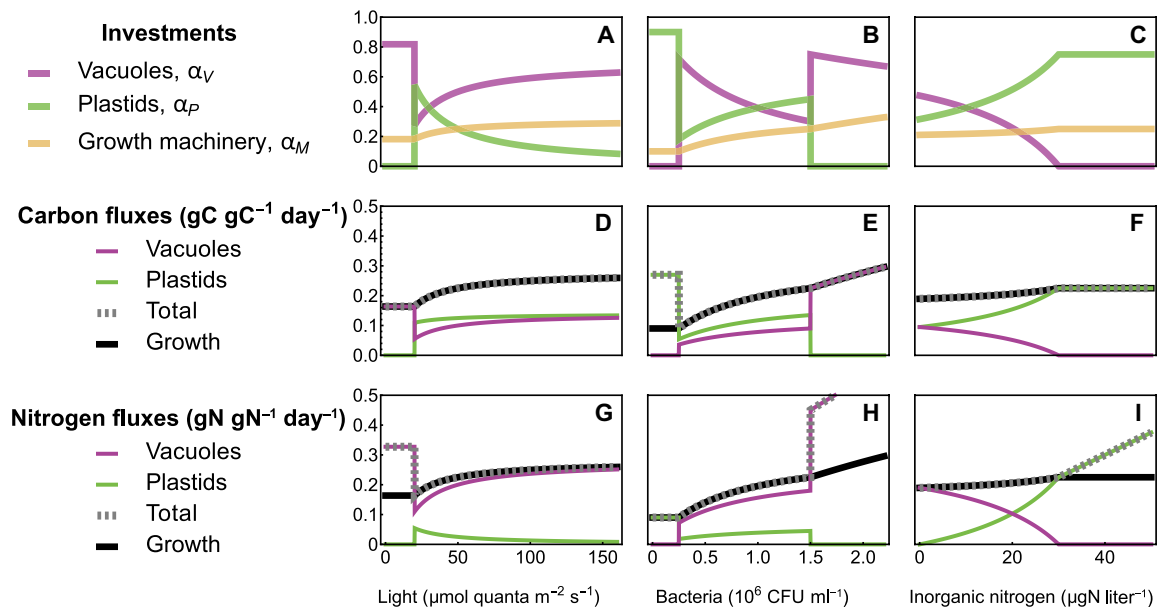 Investments
Vacuoles, αV
Plastids, αP
Growth machinery, αM
1.0
0.8
0.6
0.4
0.2
0
A
B
C
Carbon fluxes (gC gC⁻¹ day⁻¹)
Vacuoles
Plastids
Total
Growth
0.5
0.4
0.3
0.2
0.1
0.0
D
E
F
Nitrogen fluxes (gN gN⁻¹ day⁻¹)
Vacuoles
Plastids
Total
Growth
0.5
0.4
0.3
0.2
0.1
0
G
H
I
0 50 100 150
0 0.5 1.0 1.5 2.0
0 20 40
Light (μmol quanta m⁻² s⁻¹)
Bacteria (10⁶ CFU ml⁻¹)
Inorganic nitrogen (μgN liter⁻¹)